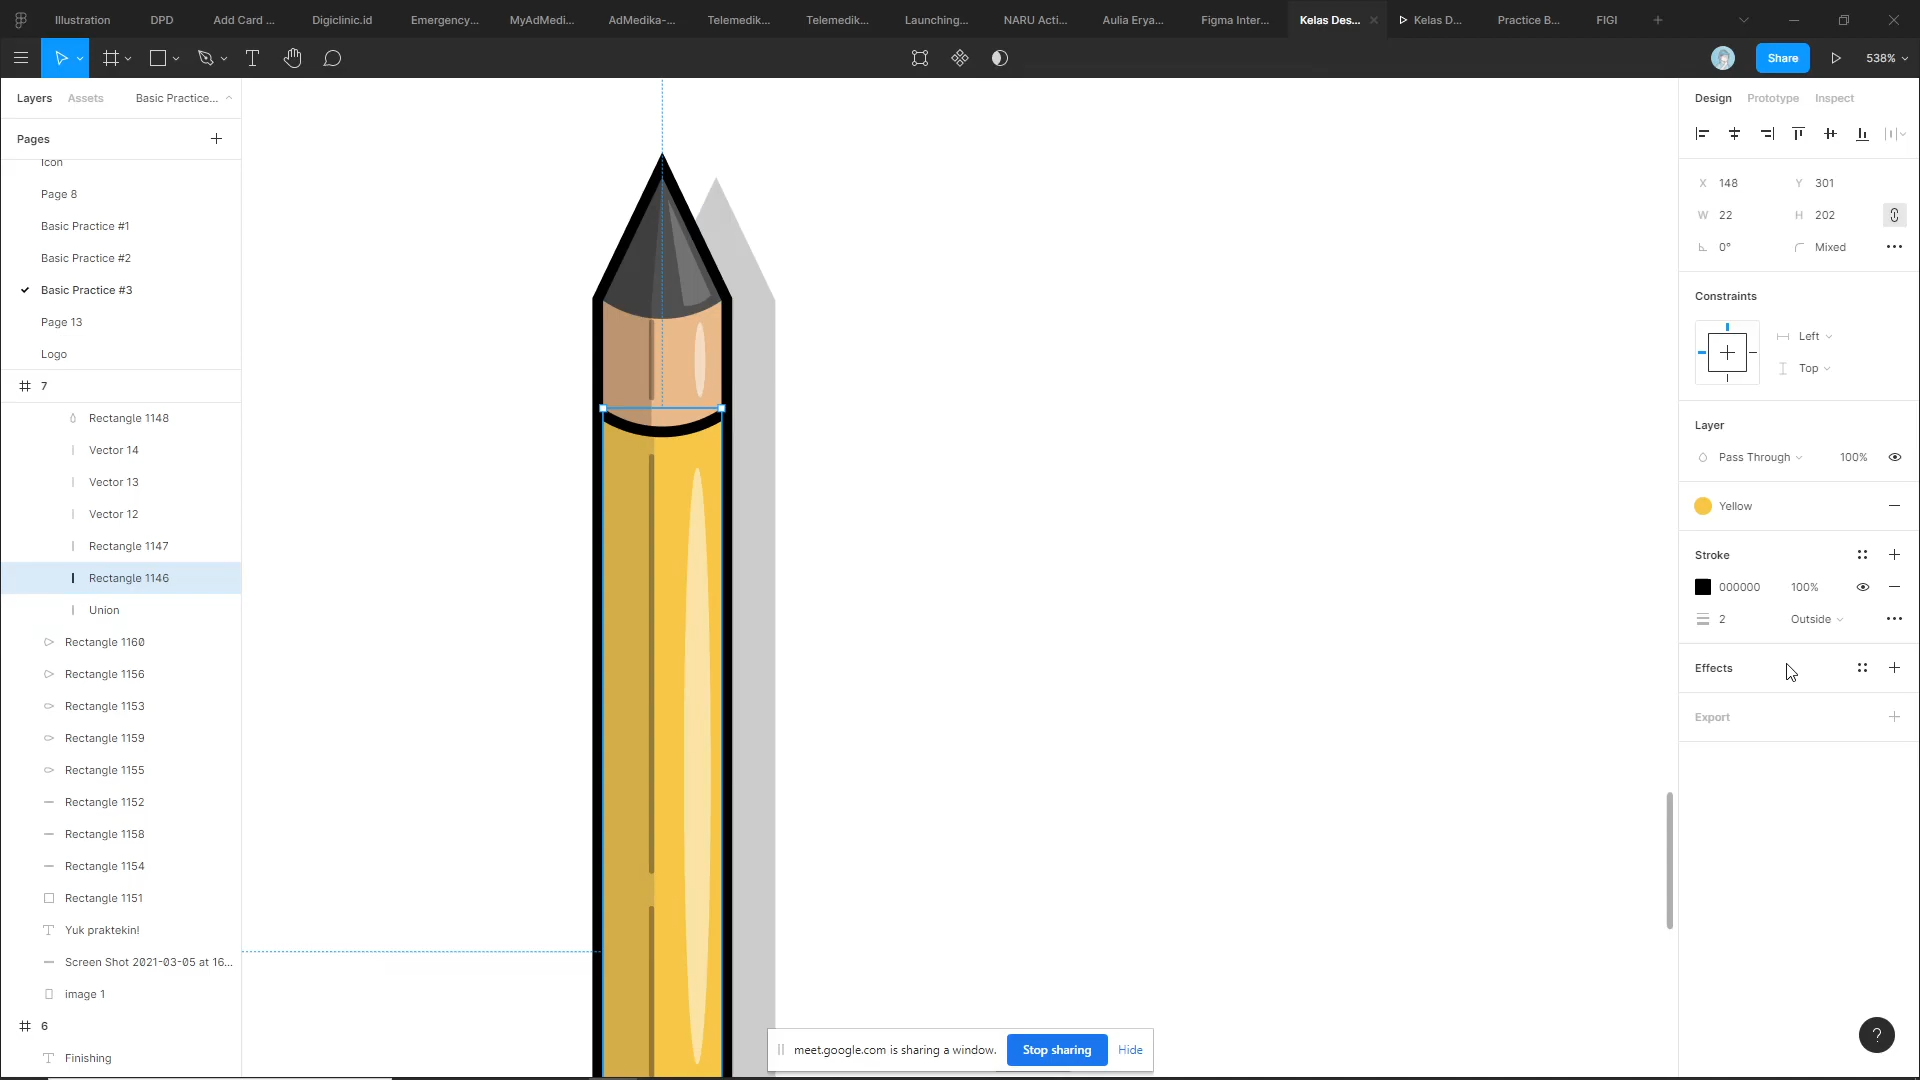 Illustration
DPD
Add Card ...
Digiclinic.id
Emergency...
MyAdMedi...
AdMedika-...
Telemedik...
Telemedik...
Launching...
NARU Acti...
Aulia Erya...
Figma Inter...
Kelas Des...
Kelas D...
Practice B...
FIGI
Share
538%
Layers
Assets
Basic Practice...
Pages
Icon
Page 8
Basic Practice #1
Basic Practice #2
Basic Practice #3
Page 13
Logo
7
Rectangle 1148
Vector 14
Vector 13
Vector 12
Rectangle 1147
Rectangle 1146
Union
Rectangle 1160
Rectangle 1156
Rectangle 1153
Rectangle 1159
Rectangle 1155
Rectangle 1152
Rectangle 1158
Rectangle 1154
Rectangle 1151
Yuk praktekin!
Screen Shot 2021-03-05 at 16...
image 1
6
Finishing
meet.google.com is sharing a window.
Stop sharing
Hide
Design
Prototype
Inspect
X 148
Y 301
W 22
H 202
0°
Mixed
Constraints
Left
Top
Layer
Pass Through
100%
Yellow
Stroke
000000
100%
2
Outside
Effects
Export
?